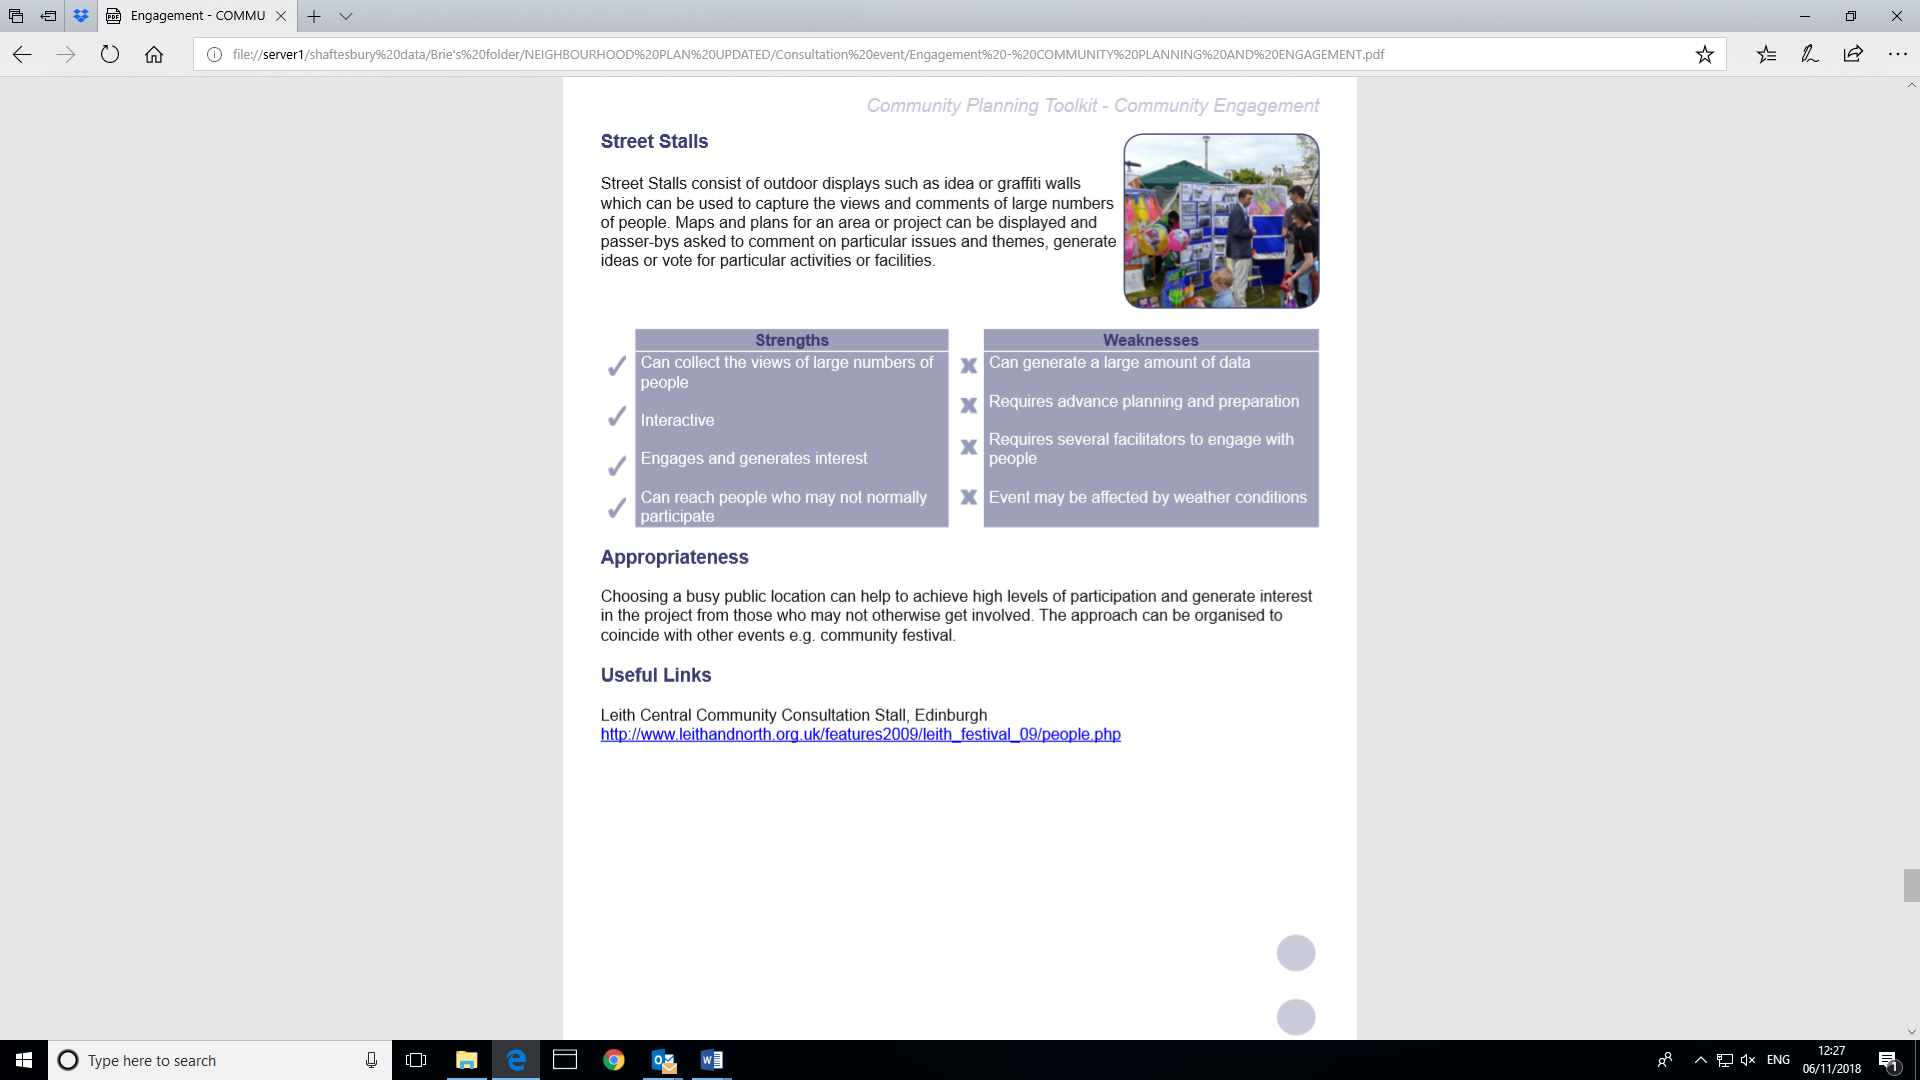 Engagement - COMMU
file://server1/shaftesbury%20data/Brie's%20folder/NEIGHBOURHOOD%20PLAN%20UPDATED/Consultation%20event/Engagement%20-%20COMMUNITY%20PLANNING%20AND%20ENGAGEMENT.pdf
Community Planning Toolkit - Community Engagement
Street Stalls
Street Stalls consist of outdoor displays such as idea or graffiti walls
which can be used to capture the views and comments of large numbers
of people. Maps and plans for an area or project can be displayed and
passer-bys asked to comment on particular issues and themes, generate
ideas or vote for particular activities or facilities.
Strengths
Can collect the views of large numbers of
people
Interactive
Engages and generates interest
Can reach people who may not normally
participate
Weaknesses
Can generate a large amount of data
Requires advance planning and preparation
Requires several facilitators to engage with
people
Event may be affected by weather conditions
Appropriateness
Choosing a busy public location can help to achieve high levels of participation and generate interest
in the project from those who may not otherwise get involved. The approach can be organised to
coincide with other events e.g. community festival.
Useful Links
Leith Central Community Consultation Stall, Edinburgh
http://www.leithandnorth.org.uk/features2009/leith_festival_09/people.php
Type here to search
ENG
12:27
06/11/2018
1